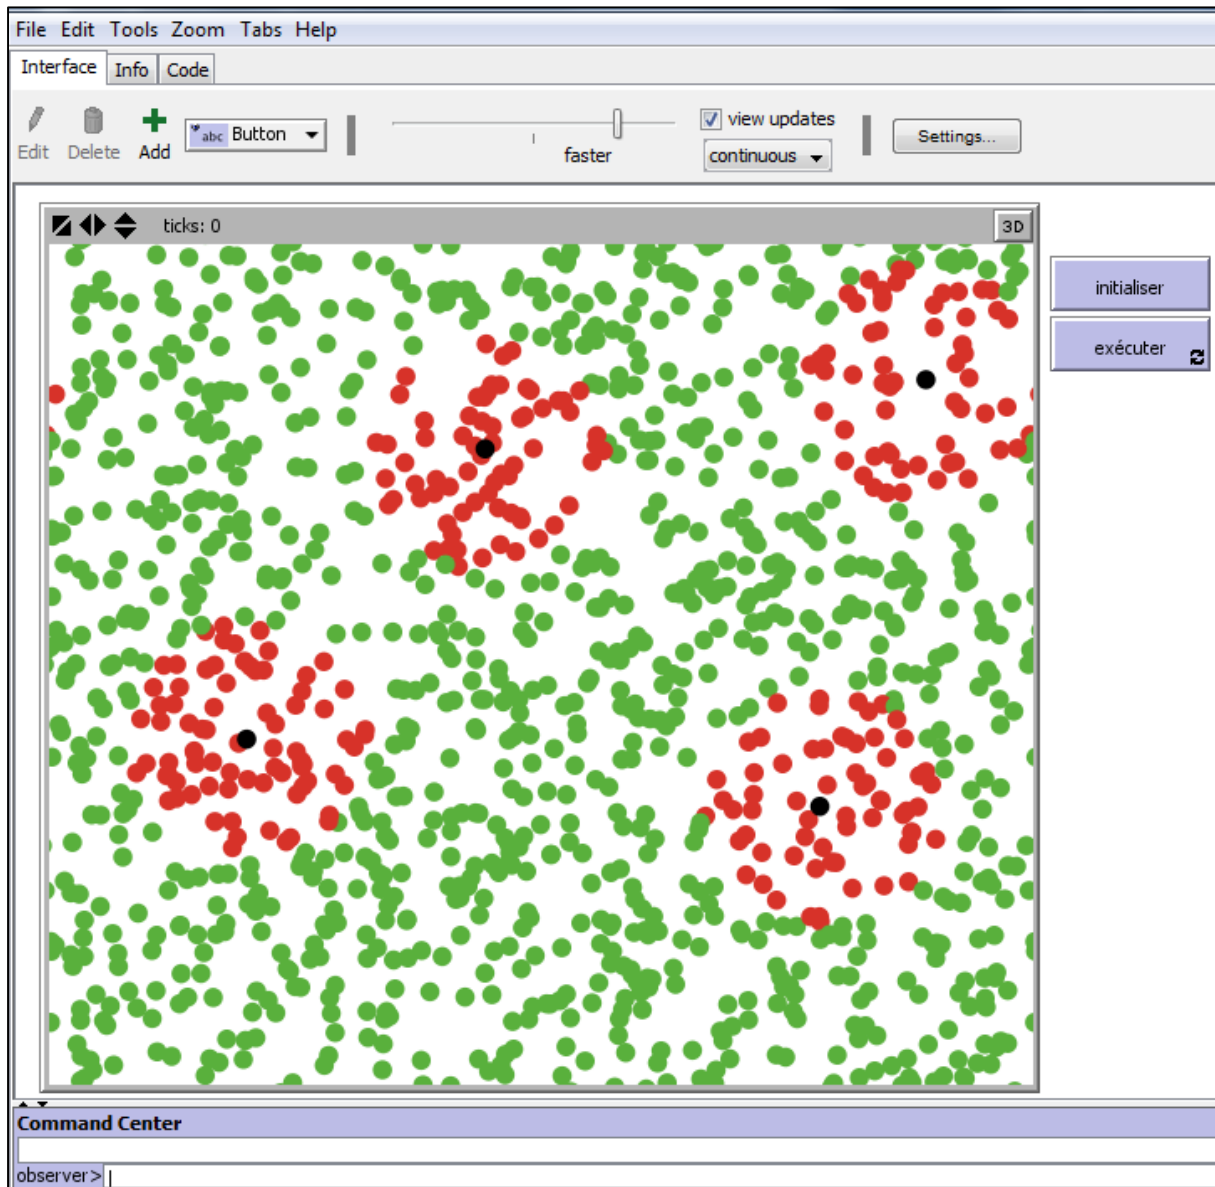 File Edit Tools Zoom Tabs Help
Interface Info Code
Edit Delete Add abc Button faster view updates continuous Settings...
ticks: 0 3D
initialiser
exécuter
Command Center
observer>